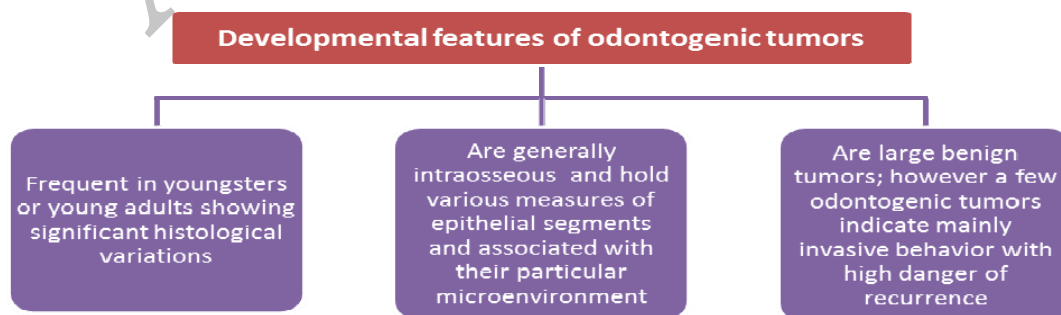 Developmental features of odontogenic tumors
Frequent in youngsters
or young adults showing
significant histological
variations
Are generally
intraosseous and hold
various measures of
epithelial segments
and associated with
their particular
microenvironment
Are large benign
tumors; however a few
odontogenic tumors
indicate mainly
invasive behavior with
high danger of
recurrence